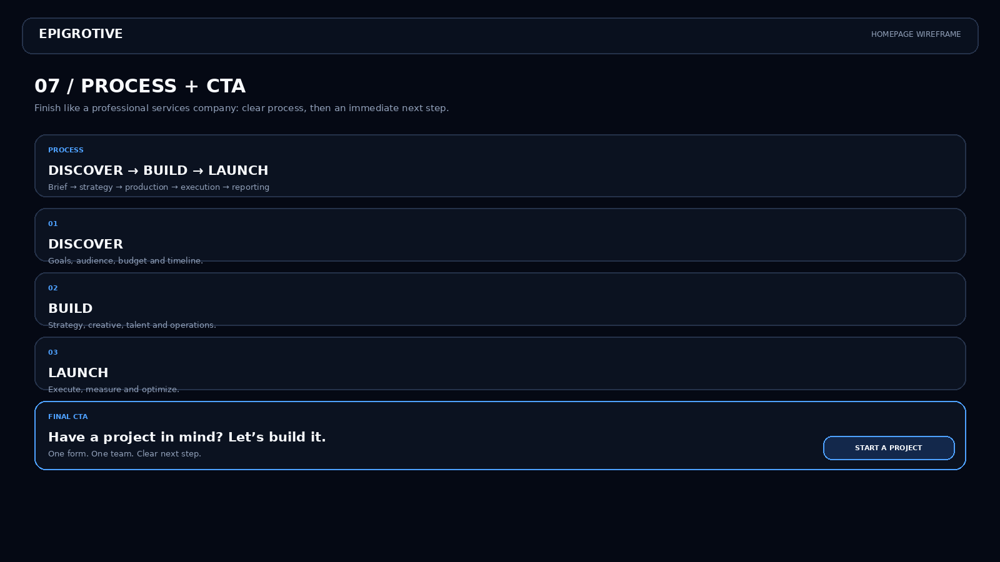 EPIGROTIVE
HOMEPAGE WIREFRAME
07 / PROCESS + CTA
Finish like a professional services company: clear process, then an immediate next step.
PROCESS
DISCOVER → BUILD → LAUNCH
Brief → strategy → production → execution → reporting
01
DISCOVER
Goals, audience, budget and timeline.
02
BUILD
Strategy, creative, talent and operations.
03
LAUNCH
Execute, measure and optimize.
FINAL CTA
Have a project in mind? Let’s build it.
One form. One team. Clear next step.
START A PROJECT